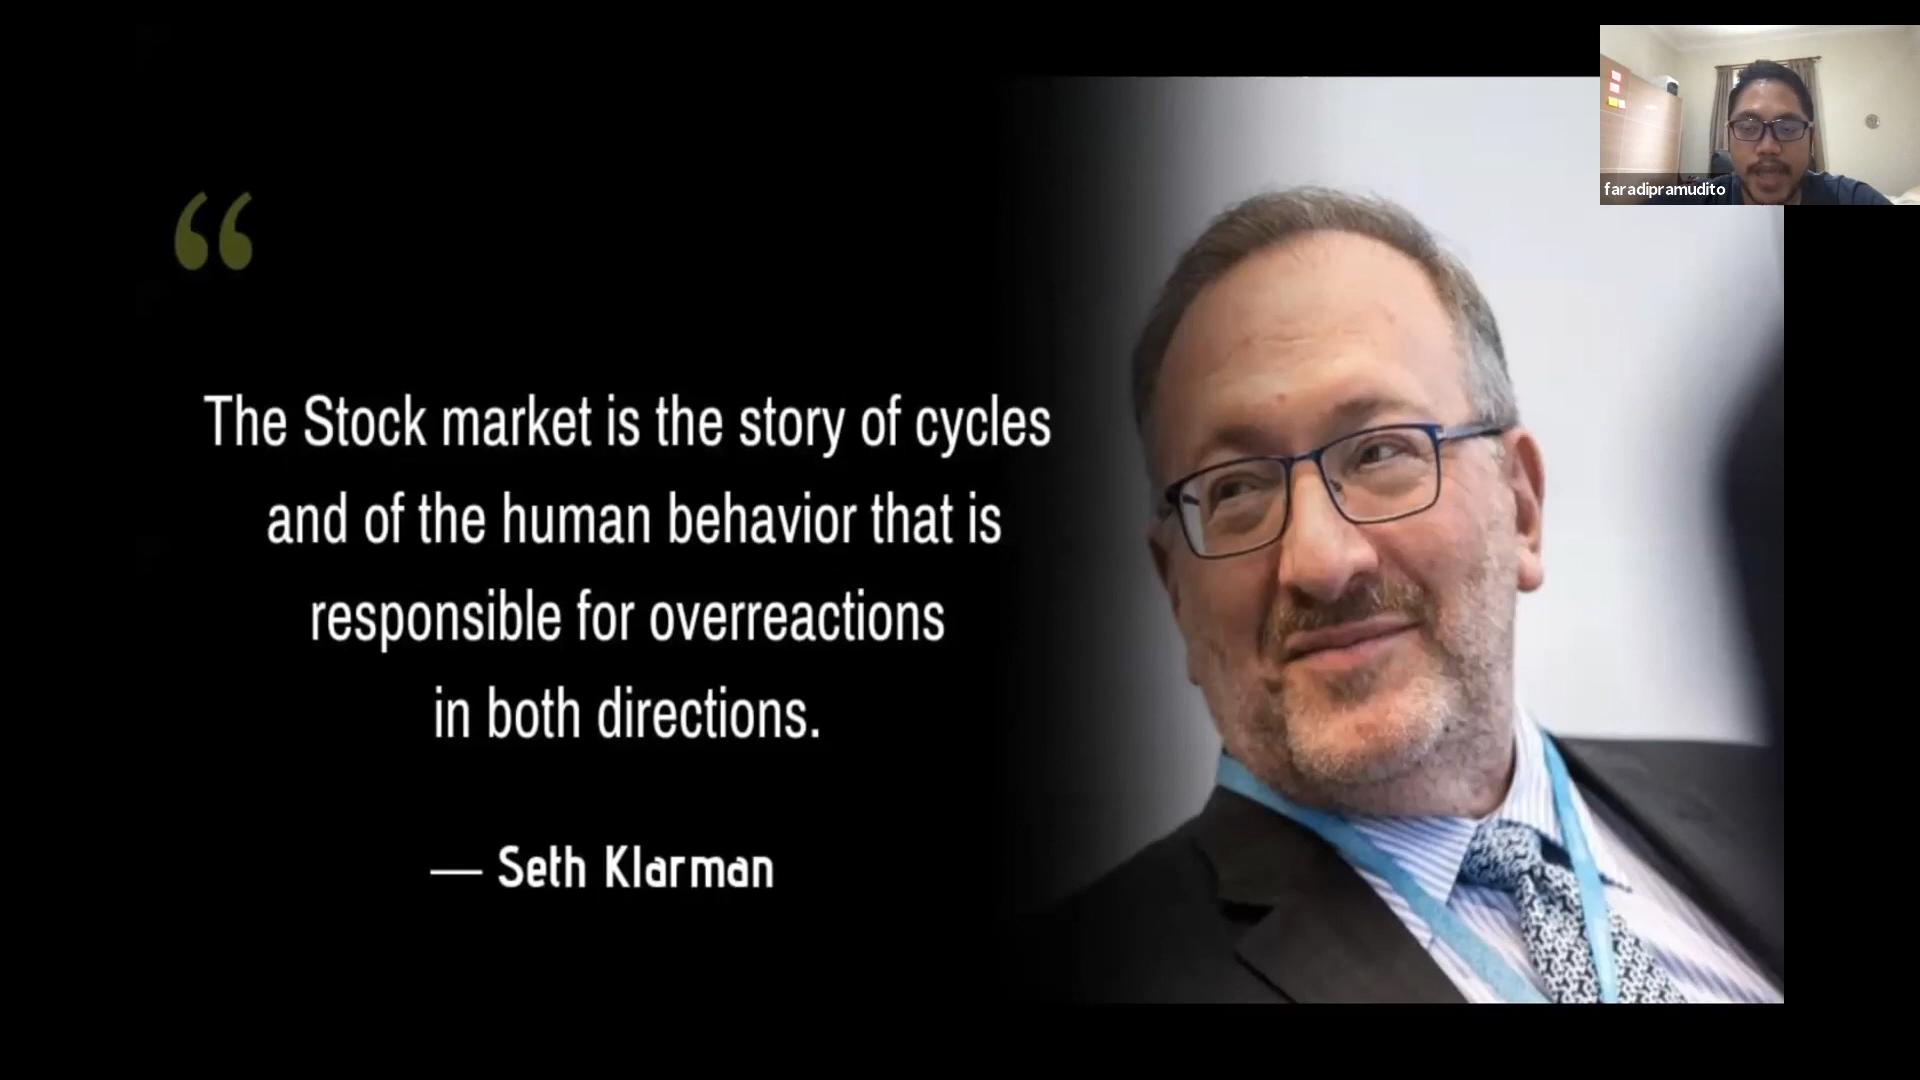 “
The Stock market is the story of cycles
and of the human behavior that is
responsible for overreactions
in both directions.
— Seth Klarman
faradipramudito